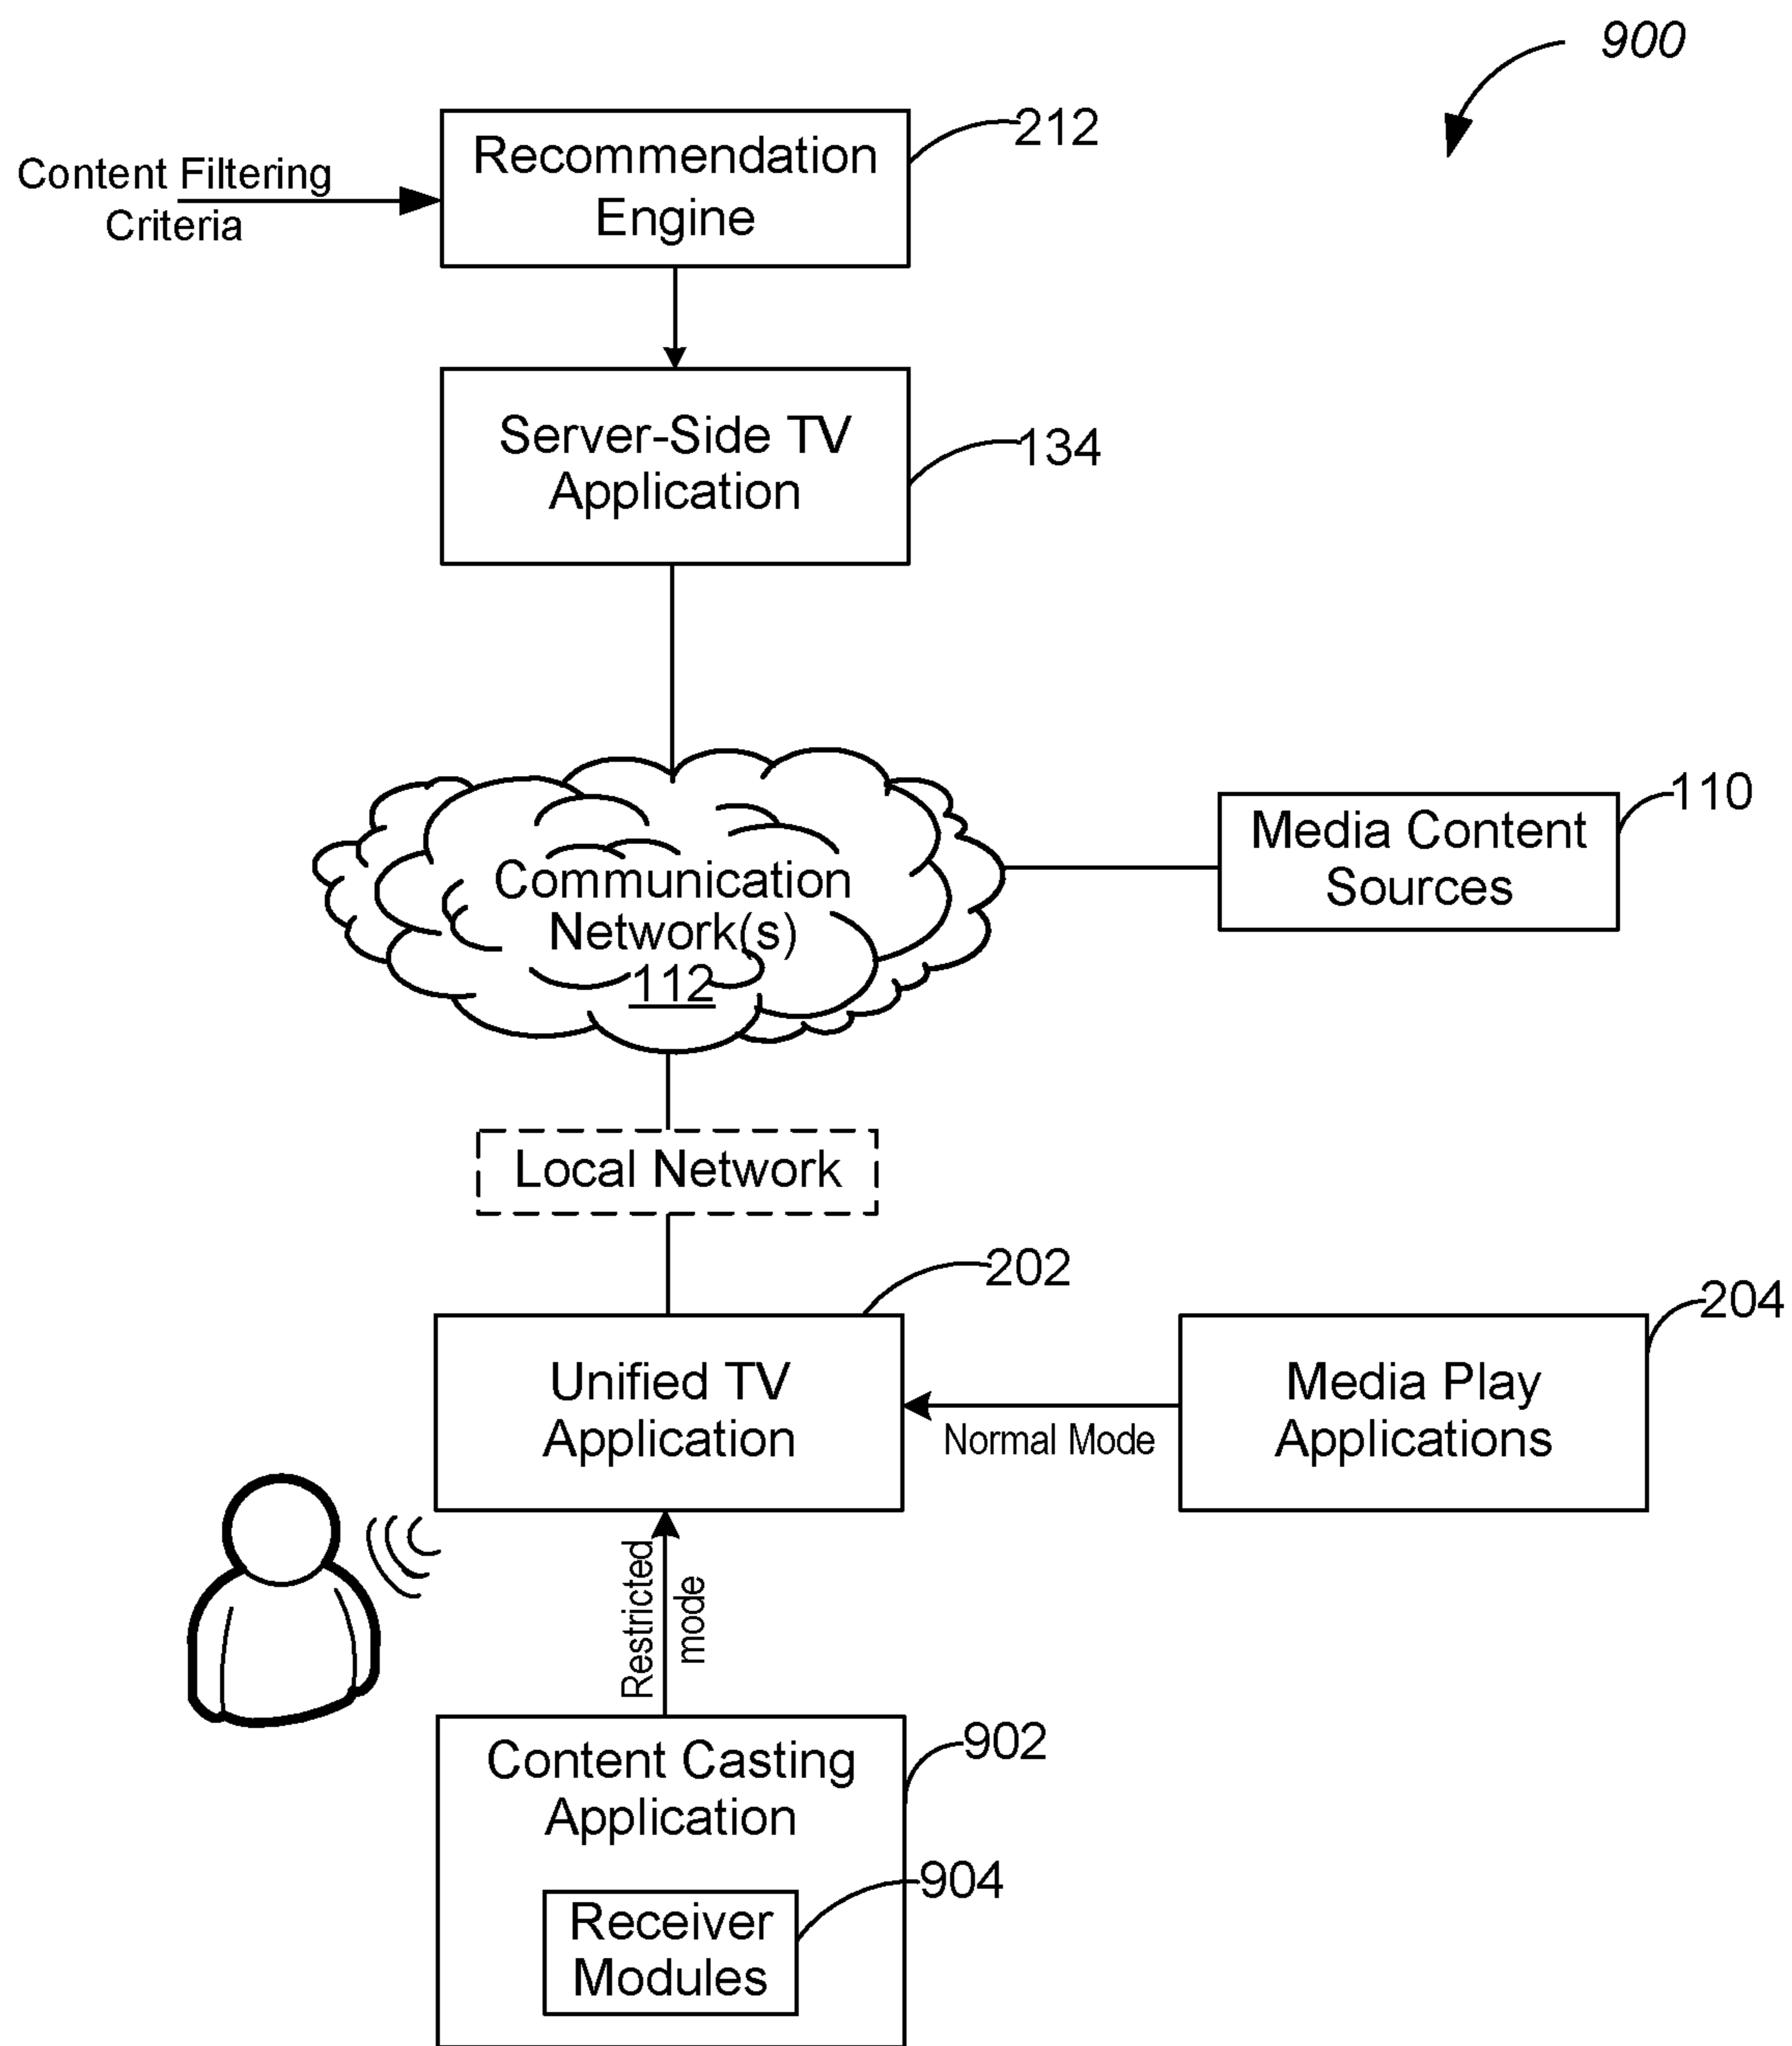 900
Recommendation
Engine
212
Content Filtering
Criteria
Server-Side TV
Application
134
Communication
Network(s)
112
Media Content
Sources
110
Local Network
202
Unified TV
Application
Normal Mode
Media Play
Applications
204
Restricted
mode
Content Casting
Application
902
904
Receiver
Modules